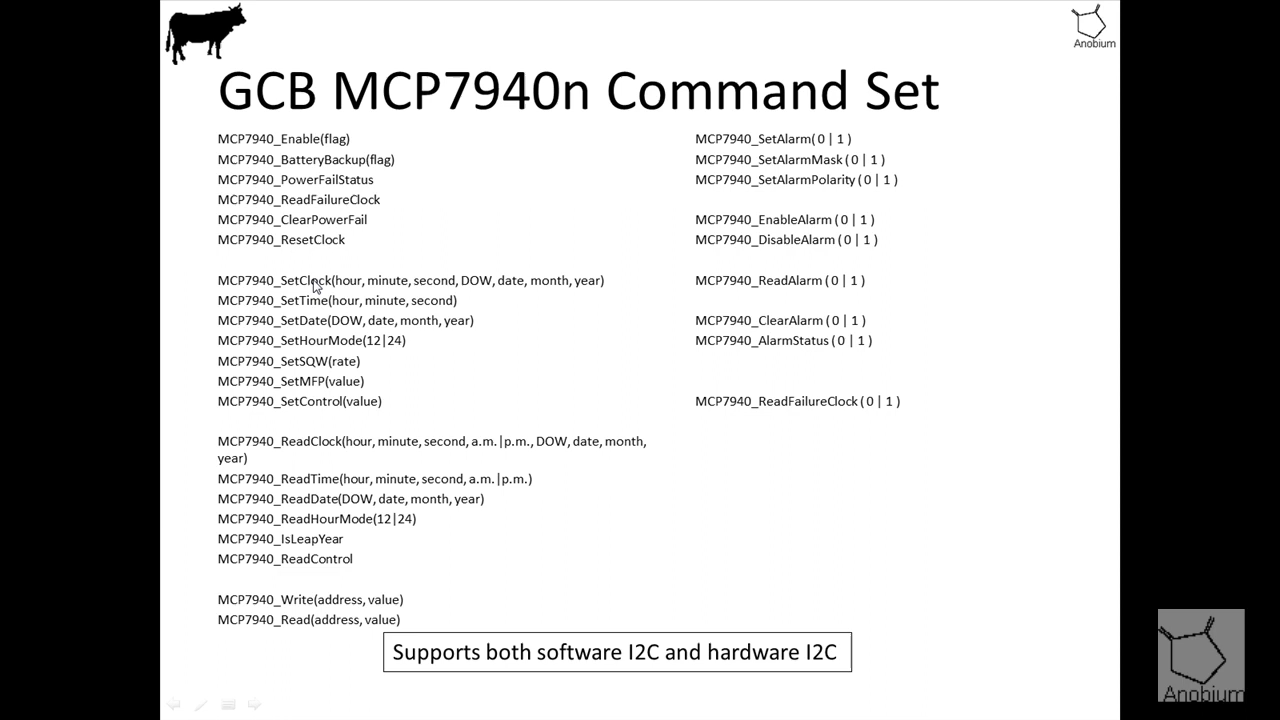 Anobium
GCB MCP7940n Command Set
MCP7940_Enable(flag)
MCP7940_BatteryBackup(flag)
MCP7940_PowerFailStatus
MCP7940_ReadFailureClock
MCP7940_ClearPowerFail
MCP7940_ResetClock
MCP7940_SetClock(hour, minute, second, DOW, date, month, year)
MCP7940_SetTime(hour, minute, second)
MCP7940_SetDate(DOW, date, month, year)
MCP7940_SetHourMode(12|24)
MCP7940_SetSQW(rate)
MCP7940_SetMFP(value)
MCP7940_SetControl(value)
MCP7940_ReadClock(hour, minute, second, a.m.|p.m., DOW, date, month,
year)
MCP7940_ReadTime(hour, minute, second, a.m.|p.m.)
MCP7940_ReadDate(DOW, date, month, year)
MCP7940_ReadHourMode(12|24)
MCP7940_IsLeapYear
MCP7940_ReadControl
MCP7940_Write(address, value)
MCP7940_Read(address, value)
MCP7940_SetAlarm( 0 | 1 )
MCP7940_SetAlarmMask ( 0 | 1 )
MCP7940_SetAlarmPolarity ( 0 | 1 )
MCP7940_EnableAlarm ( 0 | 1 )
MCP7940_DisableAlarm ( 0 | 1 )
MCP7940_ReadAlarm ( 0 | 1 )
MCP7940_ClearAlarm ( 0 | 1 )
MCP7940_AlarmStatus ( 0 | 1 )
MCP7940_ReadFailureClock ( 0 | 1 )
Supports both software I2C and hardware I2C
Anobium